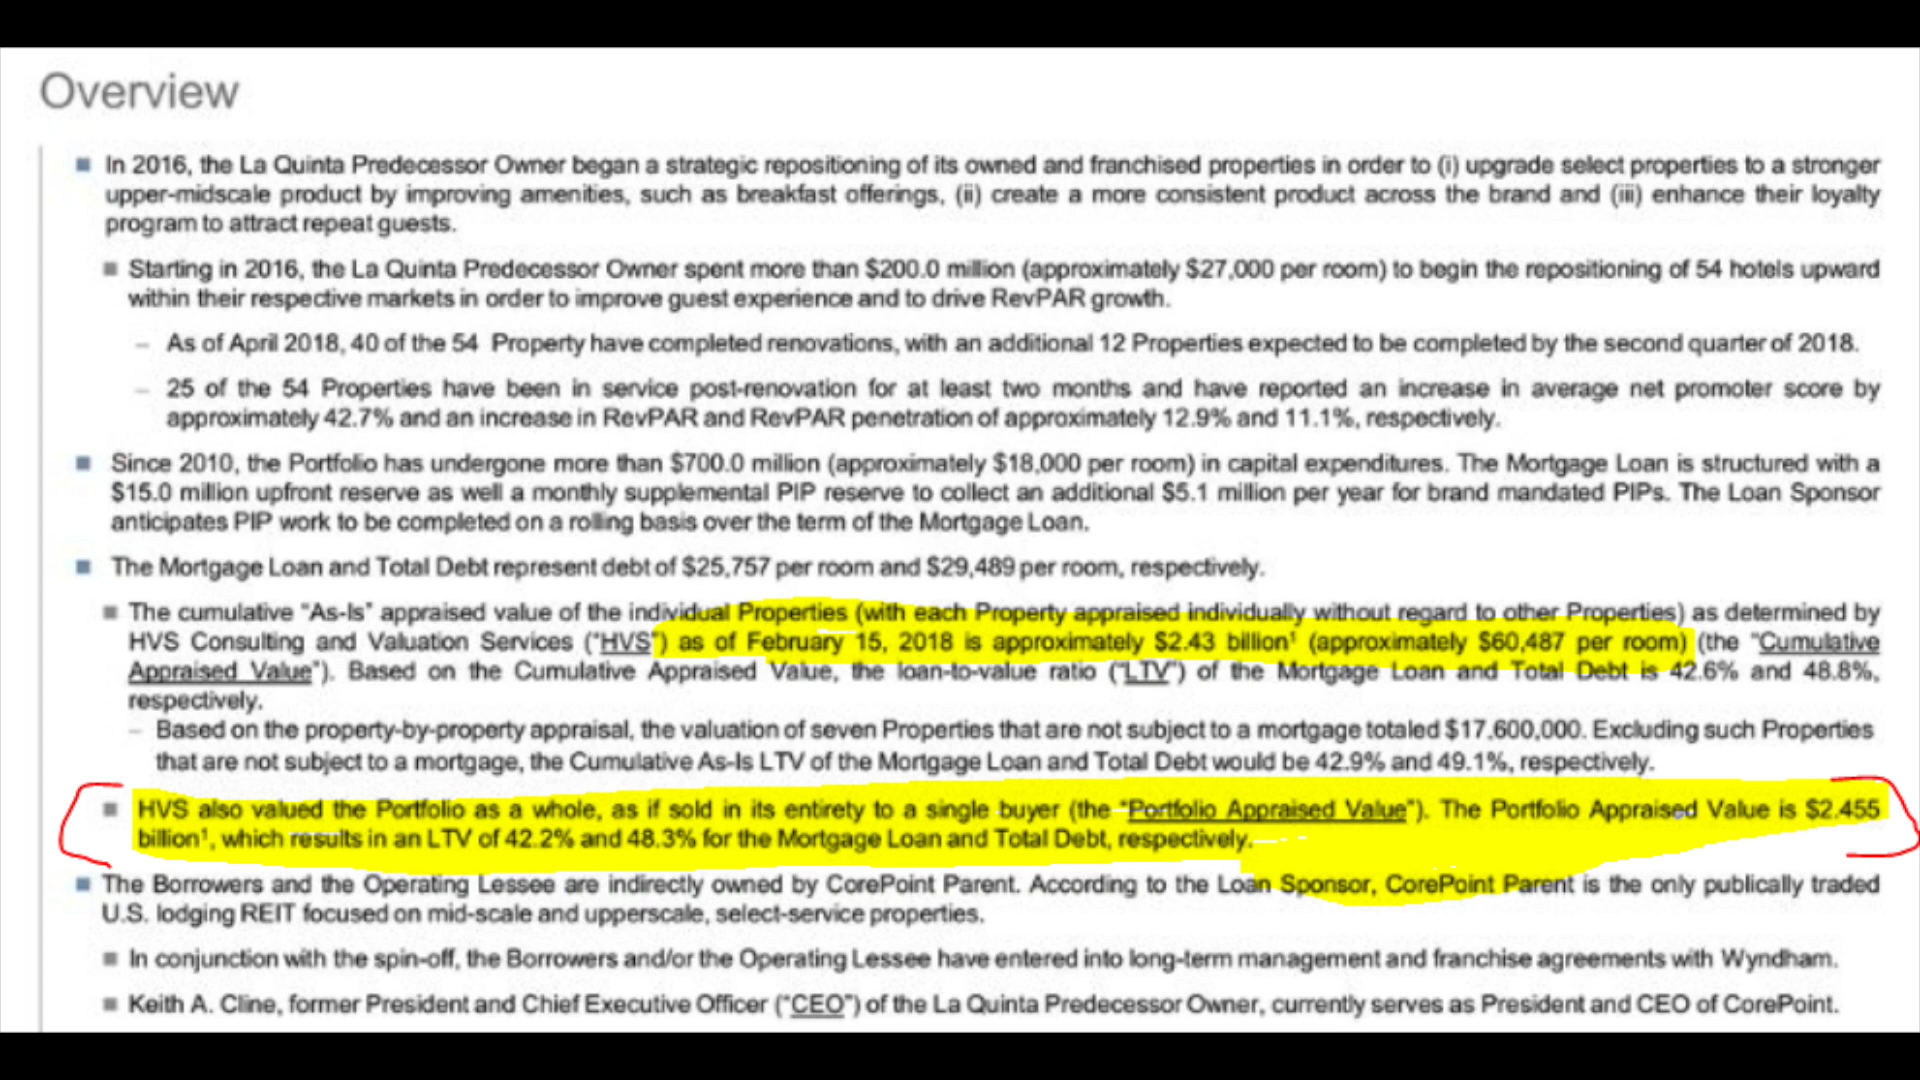 Overview
■ In 2016, the La Quinta Predecessor Owner began a strategic repositioning of its owned and franchised properties in order to (i) upgrade select properties to a stronger
upper-midscale product by improving amenities, such as breakfast offerings, (ii) create a more consistent product across the brand and (iii) enhance their loyalty
program to attract repeat guests.
■ Starting in 2016, the La Quinta Predecessor Owner spent more than $200.0 million (approximately $27,000 per room) to begin the repositioning of 54 hotels upward
within their respective markets in order to improve guest experience and to drive RevPAR growth.
– As of April 2018, 40 of the 54 Property have completed renovations, with an additional 12 Properties expected to be completed by the second quarter of 2018.
– 25 of the 54 Properties have been in service post-renovation for at least two months and have reported an increase in average net promoter score by
approximately 42.7% and an increase in RevPAR and RevPAR penetration of approximately 12.9% and 11.1%, respectively.
■ Since 2010, the Portfolio has undergone more than $700.0 million (approximately $18,000 per room) in capital expenditures. The Mortgage Loan is structured with a
$15.0 million upfront reserve as well a monthly supplemental PIP reserve to collect an additional $5.1 million per year for brand mandated PIPs. The Loan Sponsor
anticipates PIP work to be completed on a rolling basis over the term of the Mortgage Loan.
■ The Mortgage Loan and Total Debt represent debt of $25,757 per room and $29,489 per room, respectively.
■ The cumulative “As-Is” appraised value of the individual Properties (with each Property appraised individually without regard to other Properties) as determined by
HVS Consulting and Valuation Services (“HVS”) as of February 15, 2018 is approximately $2.43 billion¹ (approximately $60,487 per room) (the “Cumulative
Appraised Value”). Based on the Cumulative Appraised Value, the loan-to-value ratio (“LTV”) of the Mortgage Loan and Total Debt is 42.6% and 48.8%,
respectively.
– Based on the property-by-property appraisal, the valuation of seven Properties that are not subject to a mortgage totaled $17,600,000. Excluding such Properties
that are not subject to a mortgage, the Cumulative As-Is LTV of the Mortgage Loan and Total Debt would be 42.9% and 49.1%, respectively.
■ HVS also valued the Portfolio as a whole, as if sold in its entirety to a single buyer (the “Portfolio Appraised Value”). The Portfolio Appraised Value is $2.455
billion¹, which results in an LTV of 42.2% and 48.3% for the Mortgage Loan and Total Debt, respectively.
■ The Borrowers and the Operating Lessee are indirectly owned by CorePoint Parent. According to the Loan Sponsor, CorePoint Parent is the only publically traded
U.S. lodging REIT focused on mid-scale and upperscale, select-service properties.
■ In conjunction with the spin-off, the Borrowers and/or the Operating Lessee have entered into long-term management and franchise agreements with Wyndham.
■ Keith A. Cline, former President and Chief Executive Officer (“CEO”) of the La Quinta Predecessor Owner, currently serves as President and CEO of CorePoint.